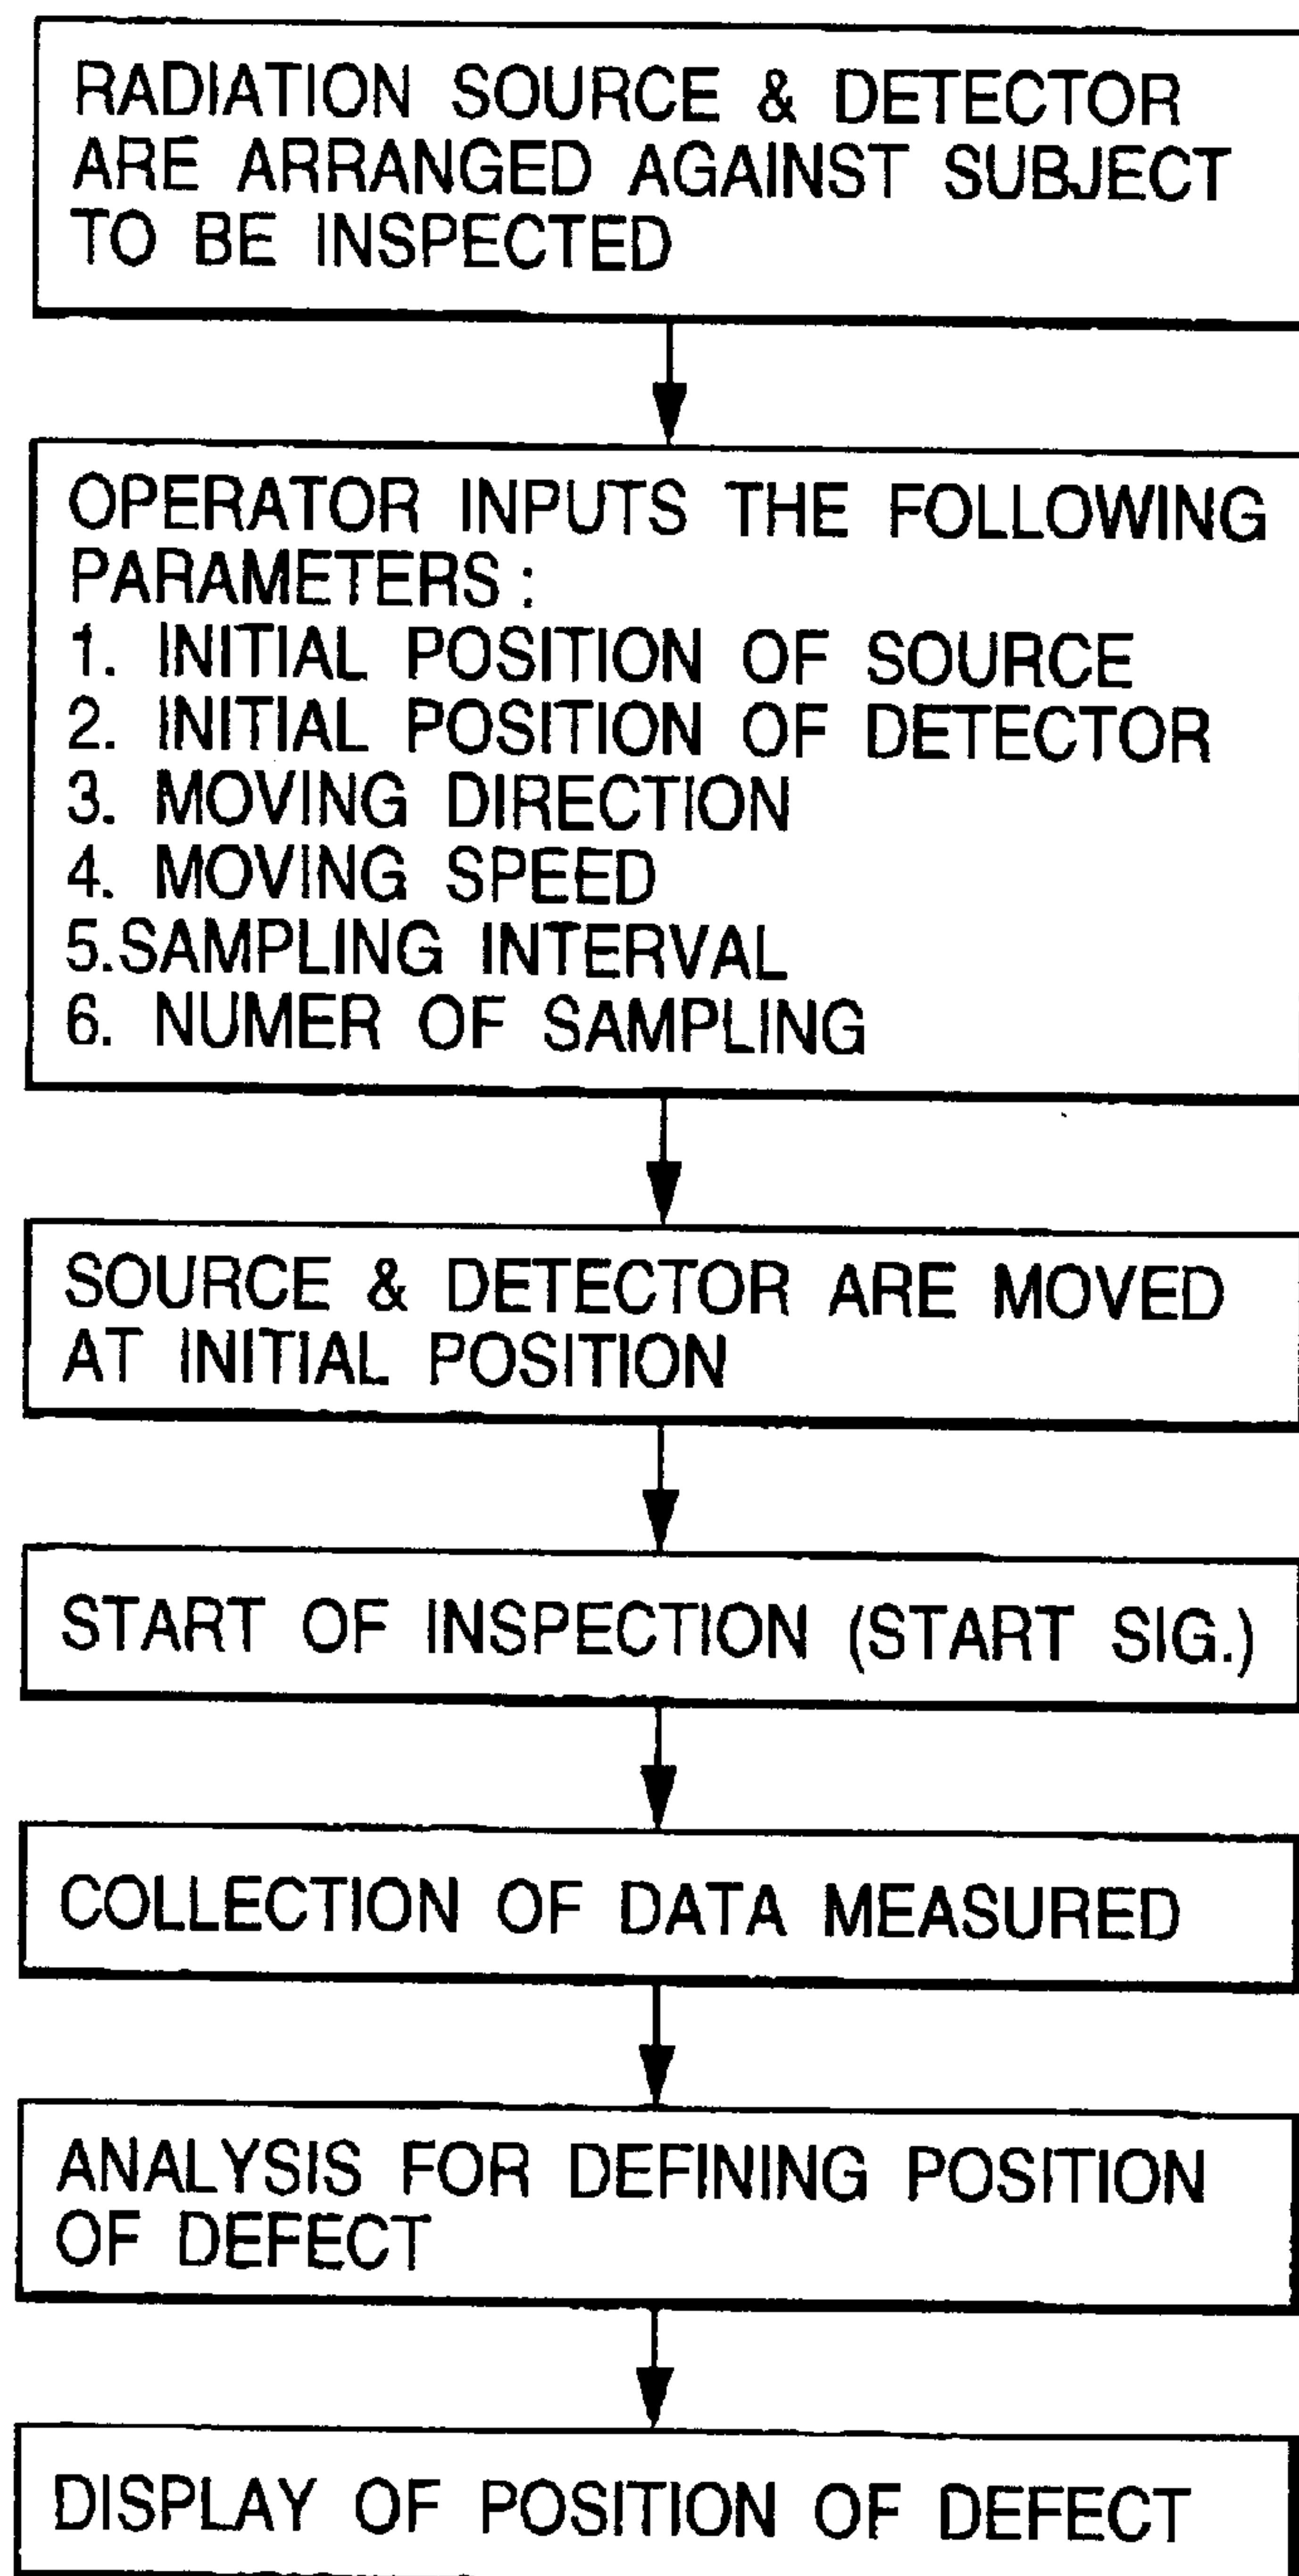 RADIATION SOURCE & DETECTOR
ARE ARRANGED AGAINST SUBJECT
TO BE INSPECTED
OPERATOR INPUTS THE FOLLOWING
PARAMETERS :
1. INITIAL POSITION OF SOURCE
2. INITIAL POSITION OF DETECTOR
3. MOVING DIRECTION
4. MOVING SPEED
5.SAMPLING INTERVAL
6. NUMER OF SAMPLING
SOURCE & DETECTOR ARE MOVED
AT INITIAL POSITION
START OF INSPECTION (START SIG.)
COLLECTION OF DATA MEASURED
ANALYSIS FOR DEFINING POSITION
OF DEFECT
DISPLAY OF POSITION OF DEFECT